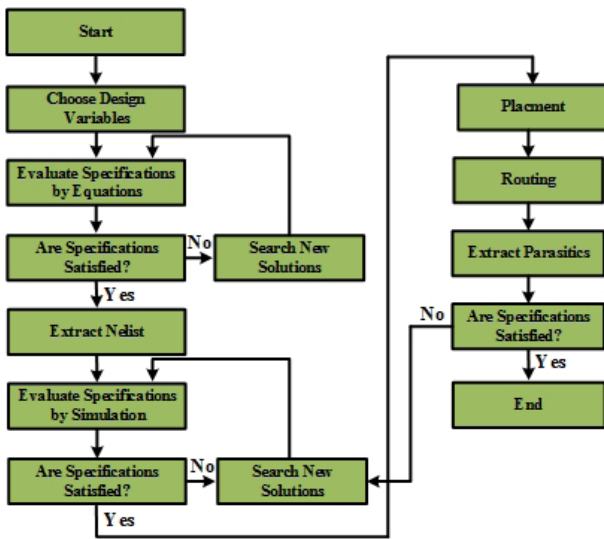 Start
Choose Design
Variables
Evaluate Specifications
by Equations
Are Specifications
Satisfied?
No
Search New
Solutions
Yes
Extract Nelist
Evaluate Specifications
by Simulation
Are Specifications
Satisfied?
No
Search New
Solutions
Yes
Placment
Routing
Extract Parasitics
Are Specifications
Satisfied?
No
Yes
End